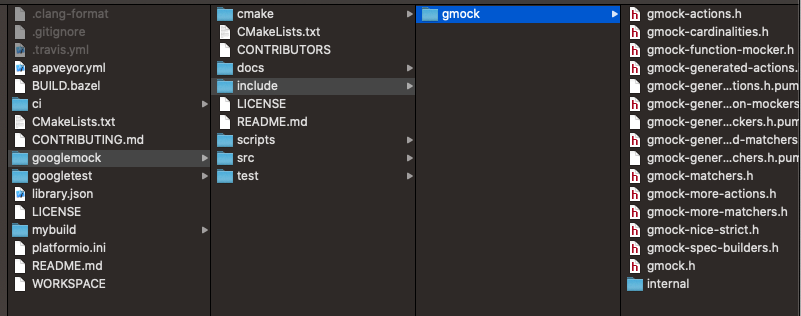 .clang-format
.gitignore
.travis.yml
appveyor.yml
BUILD.bazel
ci
CMakeLists.txt
CONTRIBUTING.md
googlemock
googletest
library.json
LICENSE
mybuild
platformio.ini
README.md
WORKSPACE
cmake
CMakeLists.txt
CONTRIBUTORS
docs
include
LICENSE
README.md
scripts
src
test
gmock
gmock-actions.h
gmock-cardinalities.h
gmock-function-mocker.h
gmock-generated-actions.h
gmock-gener...tions.h.pum
gmock-gener...on-mockers
gmock-gener...ckers.h.pum
gmock-gener...d-matchers
gmock-gener...chers.h.pum
gmock-matchers.h
gmock-more-actions.h
gmock-more-matchers.h
gmock-nice-strict.h
gmock-spec-builders.h
gmock.h
internal